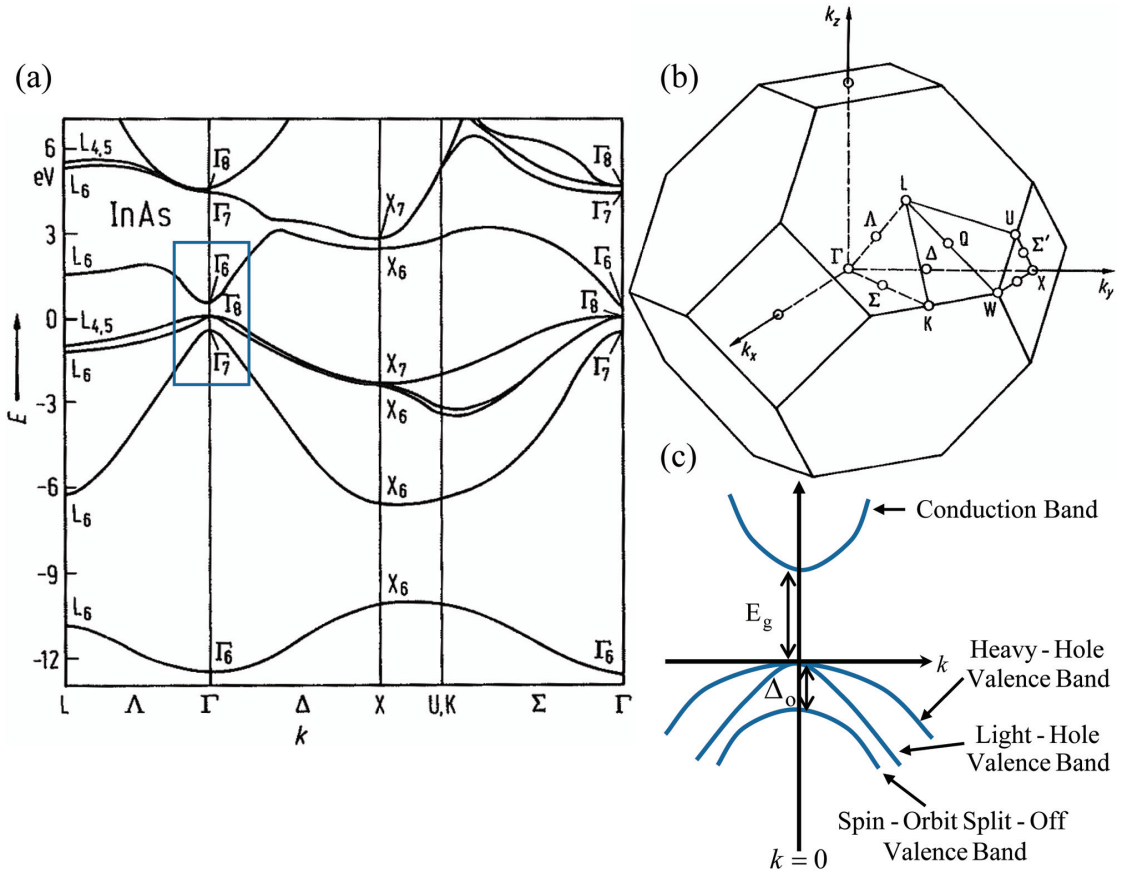 (a)
6
eV
3
0
-3
-6
-9
-12
E
InAs
L4,5
L6
L6
L4,5
L6
L6
L6
Γ8
Γ7
Γ6
Γ8
Γ7
Γ6
X7
X6
X7
X6
X6
X6
Γ8
Γ7
Γ6
Γ8
Γ7
Γ6
L Λ Γ Δ X U,K Σ Γ
k
(b)
kz
L
Λ
U
Q
Σ′
Γ
Δ
X
ky
Σ
W
K
kx
(c)
Conduction Band
Eg
k
Δo
Heavy - Hole
Valence Band
Light - Hole
Valence Band
Spin - Orbit Split - Off
Valence Band
k = 0